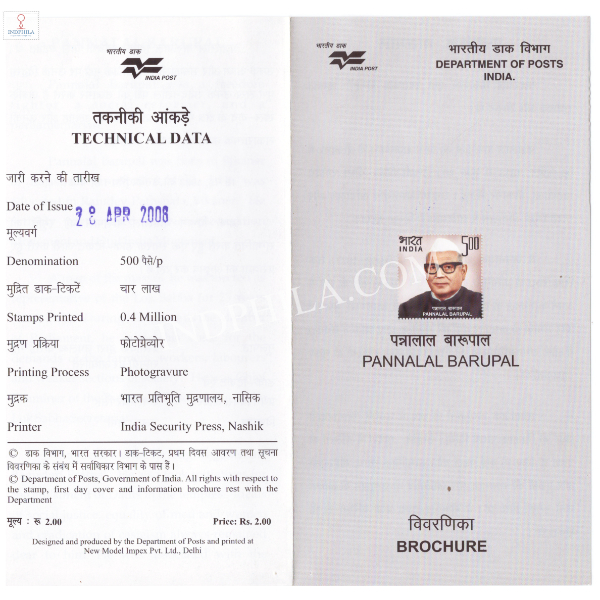 INDPHILA
भारतीय डाक
INDIA POST
तकनीकी आंकड़े
TECHNICAL DATA
जारी करने की तारीख
Date of Issue 28 APR 2006
मूल्यवर्ग
Denomination 500 पैसे/p
मुद्रित डाक-टिकटें चार लाख
Stamps Printed 0.4 Million
मुद्रण प्रक्रिया फोटोग्रेव्योर
Printing Process Photogravure
मुद्रक भारत प्रतिभूति मुद्रणालय, नासिक
Printer India Security Press, Nashik
© डाक विभाग, भारत सरकार। डाक-टिकट, प्रथम दिवस आवरण तथा सूचना
विवरणिका के संबंध में सर्वाधिकार विभाग के पास हैं।
© Department of Posts, Government of India. All rights with respect to
the stamp, first day cover and information brochure rest with the
Department
मूल्य : रू 2.00 Price: Rs. 2.00
Designed and produced by the Department of Posts and printed at
New Model Impex Pvt. Ltd., Delhi
भारतीय डाक
INDIA POST
भारतीय डाक विभाग
DEPARTMENT OF POSTS
INDIA.
भारत 500
INDIA
पन्नालाल बारूपाल
PANNALAL BARUPAL
पन्नालाल बारूपाल
PANNALAL BARUPAL
विवरणिका
BROCHURE
INDPHILA.COM